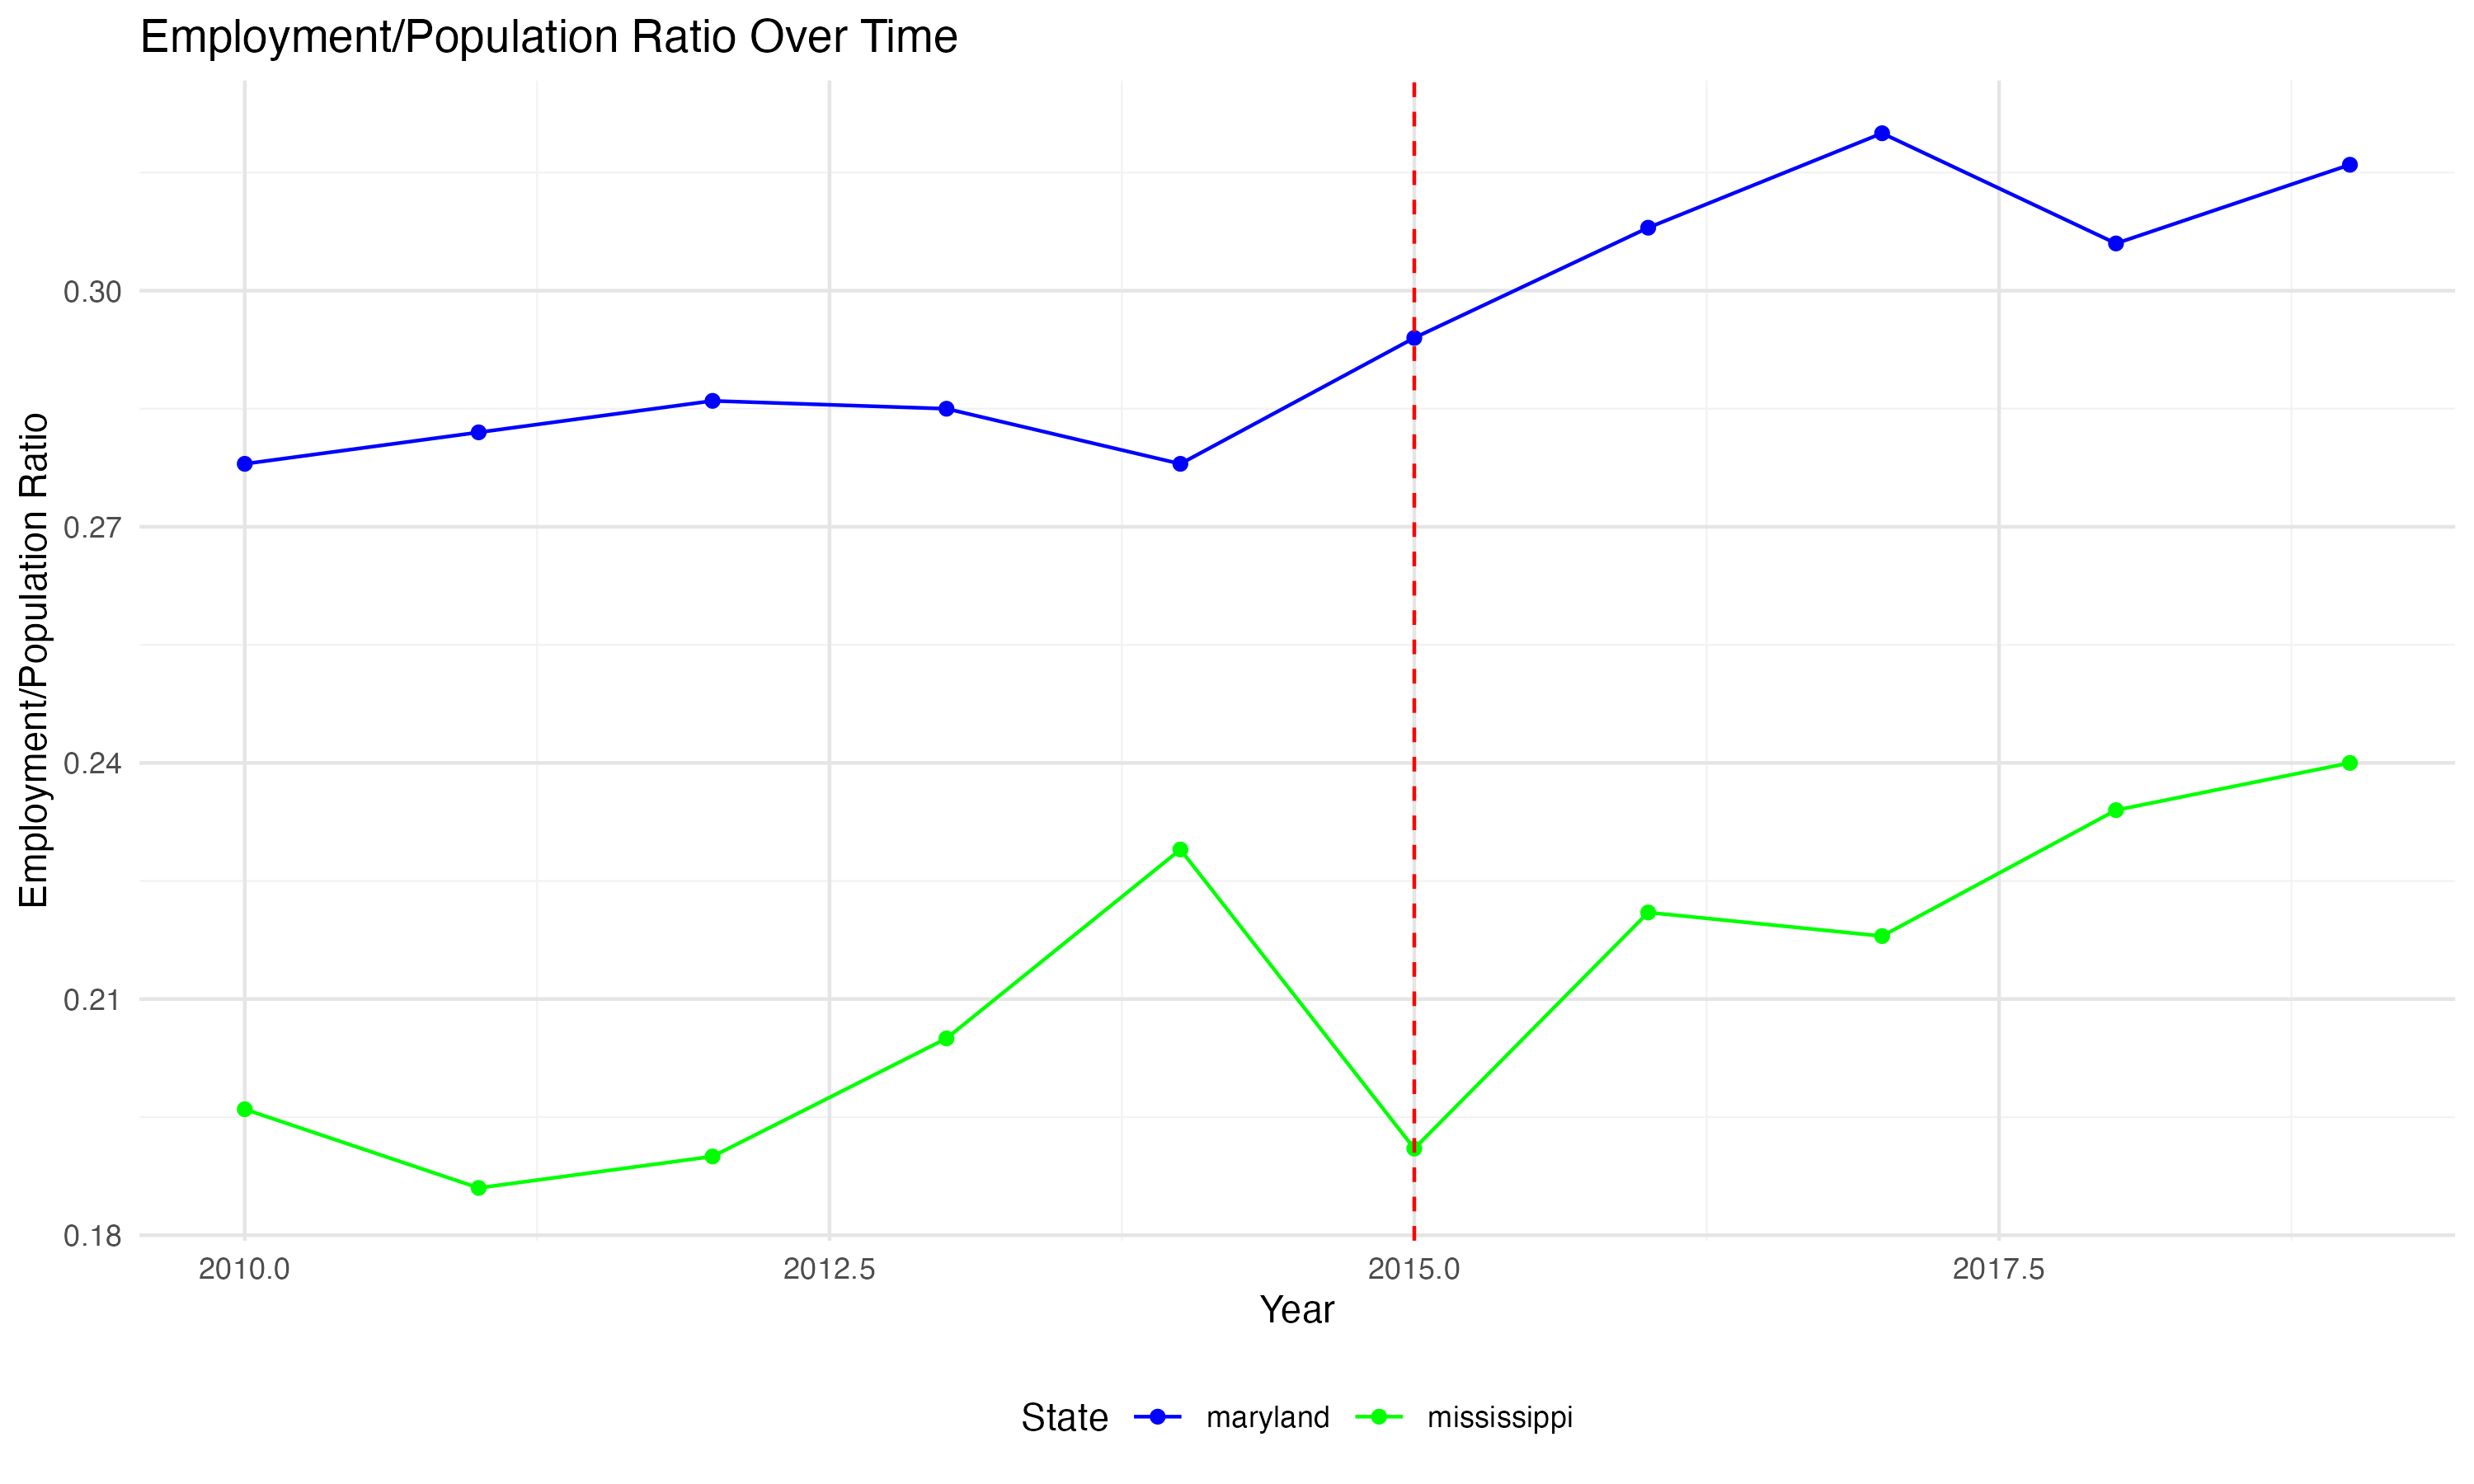 Employment/Population Ratio Over Time
Employment/Population Ratio
0.30
0.27
0.24
0.21
0.18
2010.0 2012.5 2015.0 2017.5
Year
State maryland mississippi